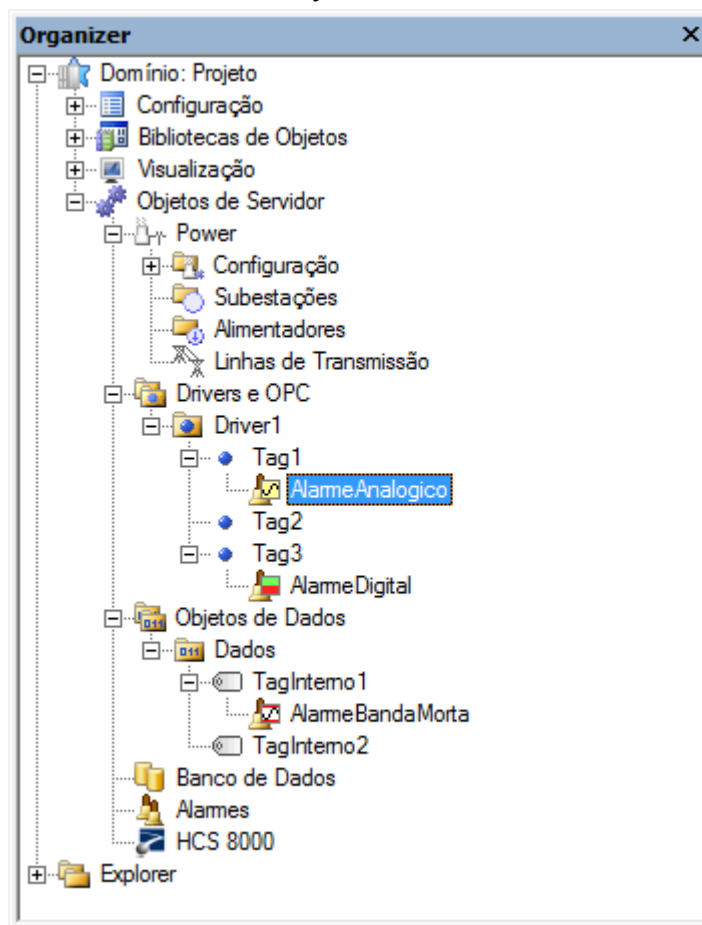 Organizer
Domínio: Projeto
Configuração
Bibliotecas de Objetos
Visualização
Objetos de Servidor
Power
Configuração
Subestações
Alimentadores
Linhas de Transmissão
Drivers e OPC
Driver1
Tag1
AlarmeAnalogico
Tag2
Tag3
AlarmeDigital
Objetos de Dados
Dados
TagInterno1
AlarmeBandaMorta
TagInterno2
Banco de Dados
Alarmes
HCS 8000
Explorer